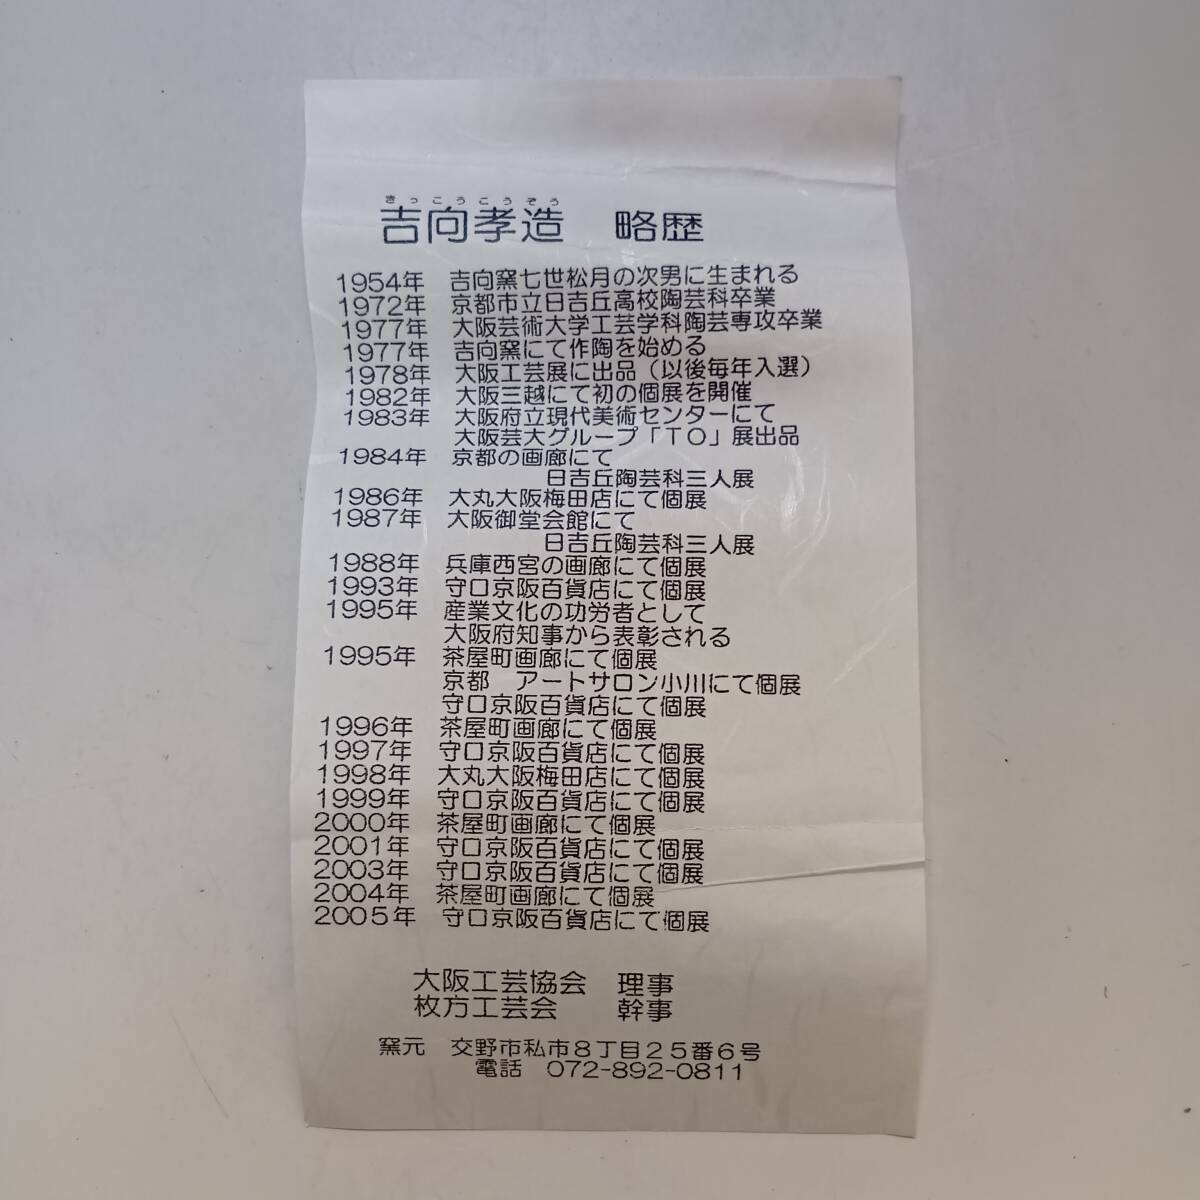 きっこうこうぞう
吉向孝造　略歴
1954年　吉向窯七世松月の次男に生まれる
1972年　京都市立日吉丘高校陶芸科卒業
1977年　大阪芸術大学工芸学科陶芸専攻卒業
1977年　吉向窯にて作陶を始める
1978年　大阪工芸展に出品（以後毎年入選）
1982年　大阪三越にて初の個展を開催
1983年　大阪府立現代美術センターにて
大阪芸大グループ「ＴＯ」展出品
1984年　京都の画廊にて
日吉丘陶芸科三人展
1986年　大丸大阪梅田店にて個展
1987年　大阪御堂会館にて
日吉丘陶芸科三人展
1988年　兵庫西宮の画廊にて個展
1993年　守口京阪百貨店にて個展
1995年　産業文化の功労者として
大阪府知事から表彰される
1995年　茶屋町画廊にて個展
京都　アートサロン小川にて個展
守口京阪百貨店にて個展
1996年　茶屋町画廊にて個展
1997年　守口京阪百貨店にて個展
1998年　大丸大阪梅田店にて個展
1999年　守口京阪百貨店にて個展
2000年　茶屋町画廊にて個展
2001年　守口京阪百貨店にて個展
2003年　守口京阪百貨店にて個展
2004年　茶屋町画廊にて個展
2005年　守口京阪百貨店にて個展
大阪工芸協会　理事
枚方工芸会　幹事
窯元　交野市私市８丁目２５番６号
電話　072-892-0811